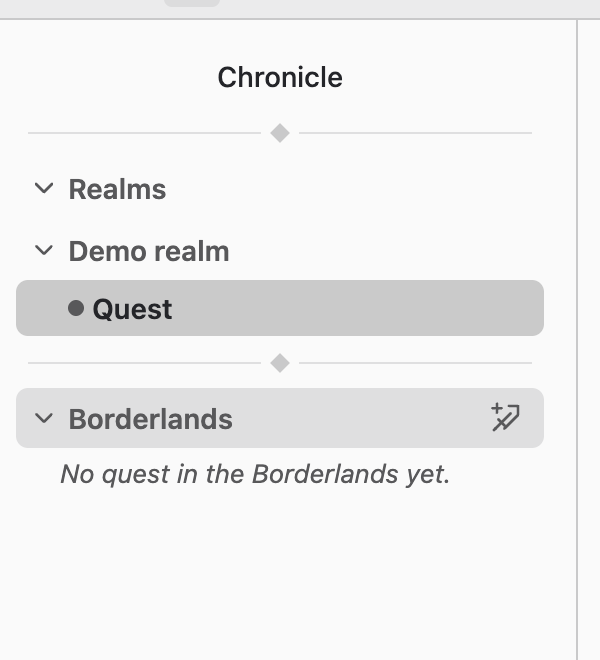 Chronicle
Realms
Demo realm
Quest
Borderlands
No quest in the Borderlands yet.